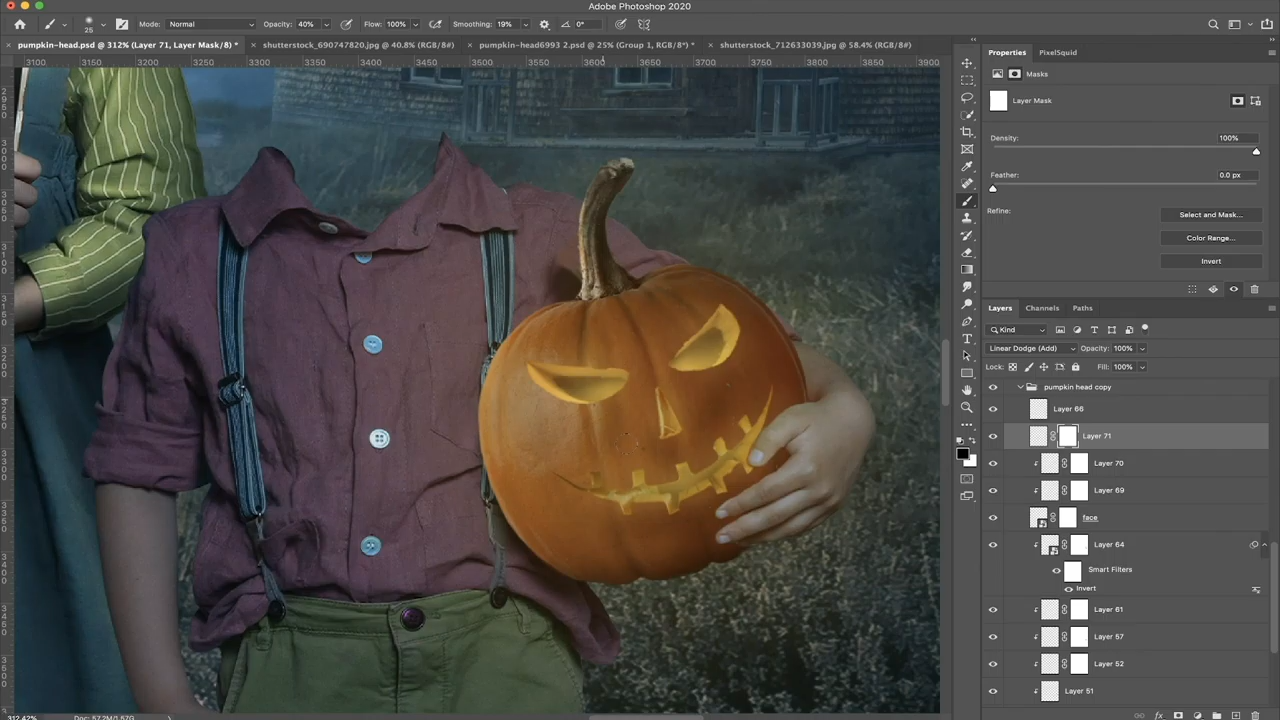 Adobe Photoshop 2020
25 Mode: Normal Opacity: 40% Flow: 100% Smoothing: 19% 0°
pumpkin-head.psd @ 312% (Layer 71, Layer Mask/8) * shutterstock_690747820.jpg @ 40.8% (RGB/8#) pumpkin-head6993 2.psd @ 25% (Group 1, RGB/8#) * shutterstock_712633039.jpg @ 58.4% (RGB/8#)
3100 3150 3200 3250 3300 3350 3400 3450 3500 3550 3600 3650 3700 3750 3800 3850 3900
Properties PixelSquid
Masks
Layer Mask
Density: 100%
Feather: 0.0 px
Refine: Select and Mask...
Color Range...
Invert
Layers Channels Paths
Kind
Linear Dodge (Add) Opacity: 100%
Lock: Fill: 100%
pumpkin head copy
Layer 66
Layer 71
Layer 70
Layer 69
face
Layer 64
Smart Filters
Invert
Layer 61
Layer 57
Layer 52
Layer 51
312.42% Doc: 57.2M/1.57G